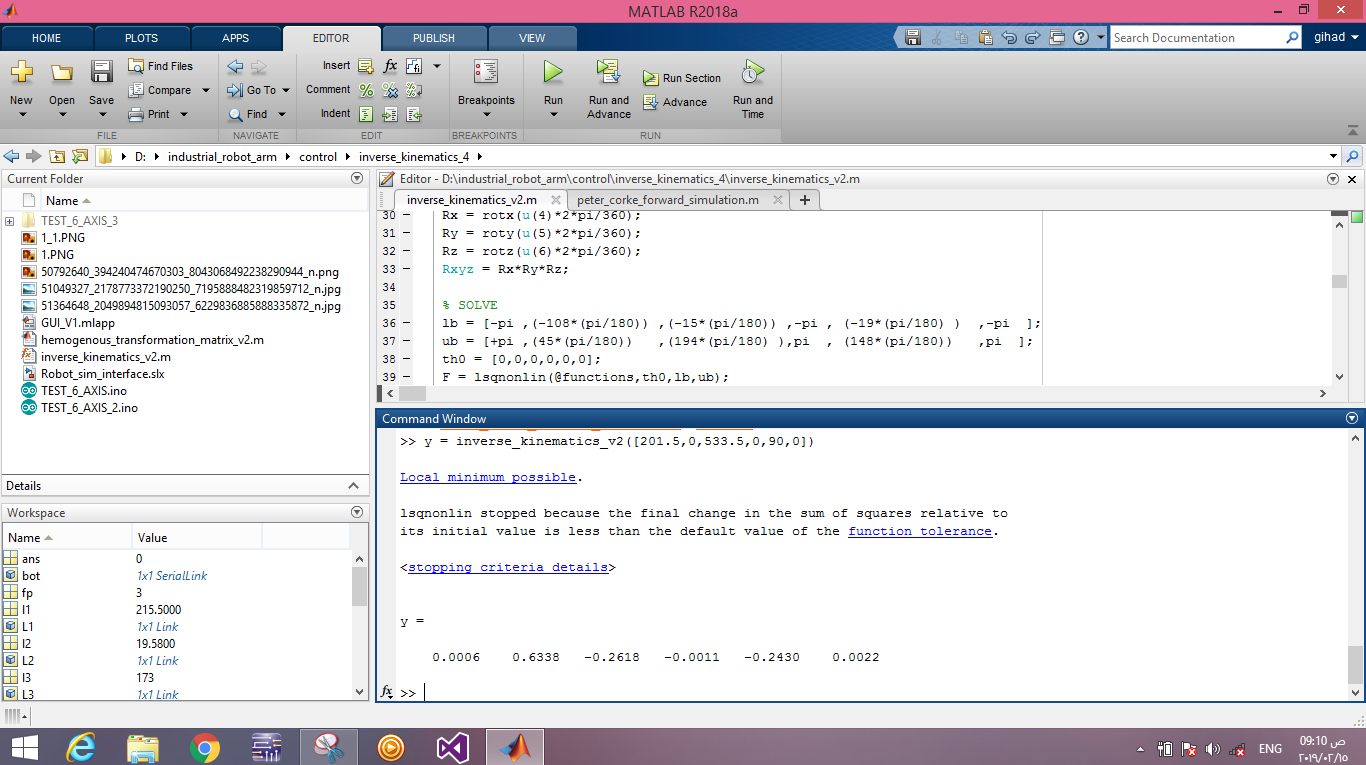 MATLAB R2018a
HOME PLOTS APPS EDITOR PUBLISH VIEW
Search Documentation
gihad
New Open Save
Find Files
Compare
Print
FILE
Go To
Find
NAVIGATE
Insert fx
Comment
Indent
EDIT
Breakpoints
BREAKPOINTS
Run
Run and Advance
Run Section
Advance
Run and Time
RUN
D: industrial_robot_arm control inverse_kinematics_4
Current Folder
Name
TEST_6_AXIS_3
1_1.PNG
1.PNG
50792640_394240474670303_8043068492238290944_n.png
51049327_2178773372190250_7195888482319859712_n.jpg
51364648_2049894815093057_6229836885888335872_n.jpg
GUI_V1.mlapp
hemogenous_transformation_matrix_v2.m
inverse_kinematics_v2.m
Robot_sim_interface.slx
TEST_6_AXIS.ino
TEST_6_AXIS_2.ino
Details
Workspace
Name Value
ans 0
bot 1x1 SerialLink
fp 3
l1 215.5000
L1 1x1 Link
l2 19.5800
L2 1x1 Link
l3 173
L3 1x1 Link
Editor - D:\industrial_robot_arm\control\inverse_kinematics_4\inverse_kinematics_v2.m
inverse_kinematics_v2.m peter_corke_forward_simulation.m
30 Rx = rotx(u(4)*2*pi/360);
31 Ry = roty(u(5)*2*pi/360);
32 Rz = rotz(u(6)*2*pi/360);
33 Rxyz = Rx*Ry*Rz;
34
35 % SOLVE
36 lb = [-pi ,(-108*(pi/180)) ,(-15*(pi/180)) ,-pi , (-19*(pi/180) ) ,-pi ];
37 ub = [+pi ,(45*(pi/180)) ,(194*(pi/180) ),pi , (148*(pi/180)) ,pi ];
38 th0 = [0,0,0,0,0,0];
39 F = lsqnonlin(@functions,th0,lb,ub);
Command Window
>> y = inverse_kinematics_v2([201.5,0,533.5,0,90,0])
Local minimum possible.
lsqnonlin stopped because the final change in the sum of squares relative to
its initial value is less than the default value of the function tolerance.
<stopping criteria details>
y =
0.0006 0.6338 -0.2618 -0.0011 -0.2430 0.0022
fx >>
ENG
09:10 ص
٢٠١٩/٠٢/١٥